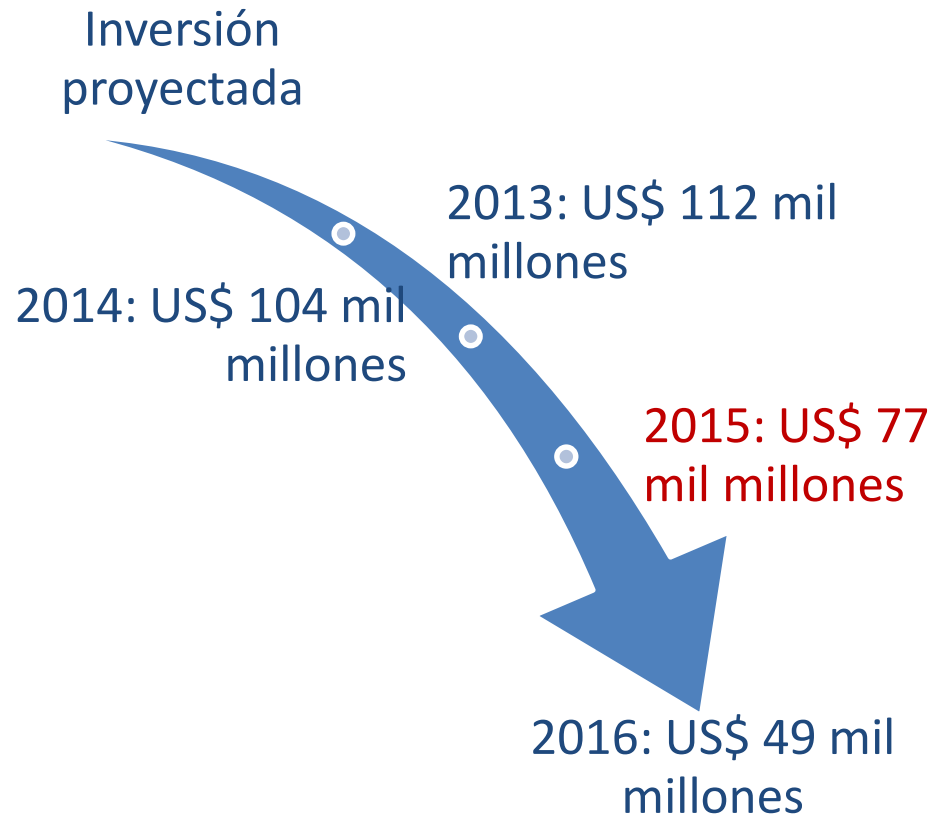 Inversión
proyectada
2013: US$ 112 mil
millones
2014: US$ 104 mil
millones
2015: US$ 77
mil millones
2016: US$ 49 mil
millones